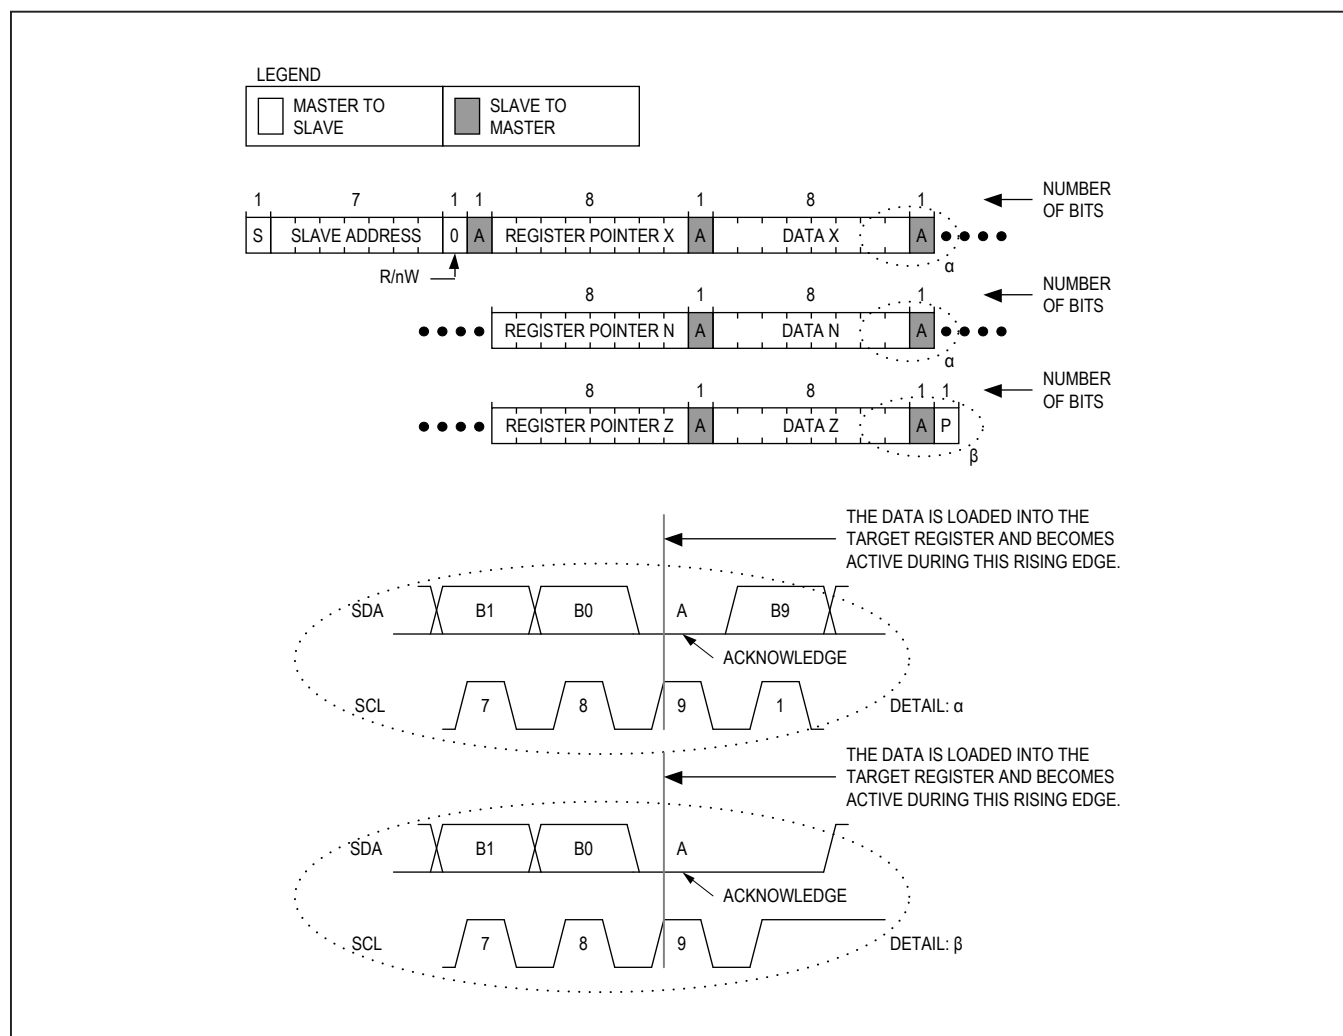 LEGEND
MASTER TO
SLAVE
SLAVE TO
MASTER
1 7 1 1 8 1 8 1
NUMBER
OF BITS
S SLAVE ADDRESS 0 A REGISTER POINTER X A DATA X A
α
R/nW
8 1 8 1
NUMBER
OF BITS
REGISTER POINTER N A DATA N A
α
8 1 8 1 1
NUMBER
OF BITS
REGISTER POINTER Z A DATA Z A P
β
THE DATA IS LOADED INTO THE
TARGET REGISTER AND BECOMES
ACTIVE DURING THIS RISING EDGE.
SDA B1 B0 A B9
ACKNOWLEDGE
SCL 7 8 9 1 DETAIL: α
THE DATA IS LOADED INTO THE
TARGET REGISTER AND BECOMES
ACTIVE DURING THIS RISING EDGE.
SDA B1 B0 A
ACKNOWLEDGE
SCL 7 8 9 DETAIL: β